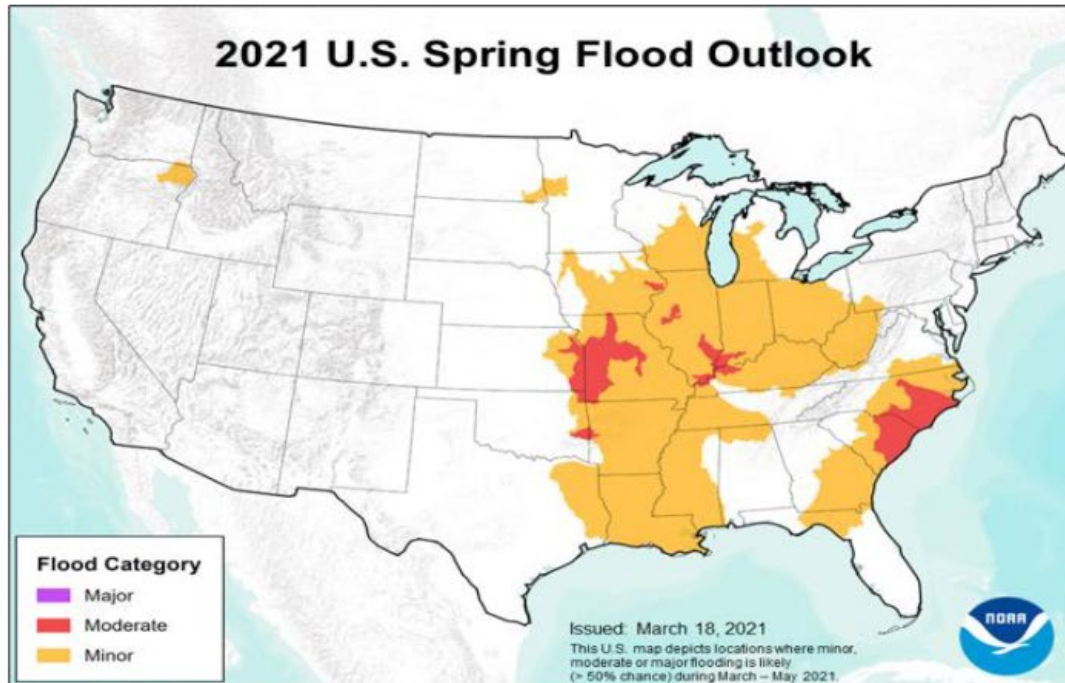 2021 U.S. Spring Flood Outlook
Flood Category
Major
Moderate
Minor
Issued: March 18, 2021
This U.S. map depicts locations where minor,
moderate or major flooding is likely
(> 50% chance) during March – May 2021.
NOAA